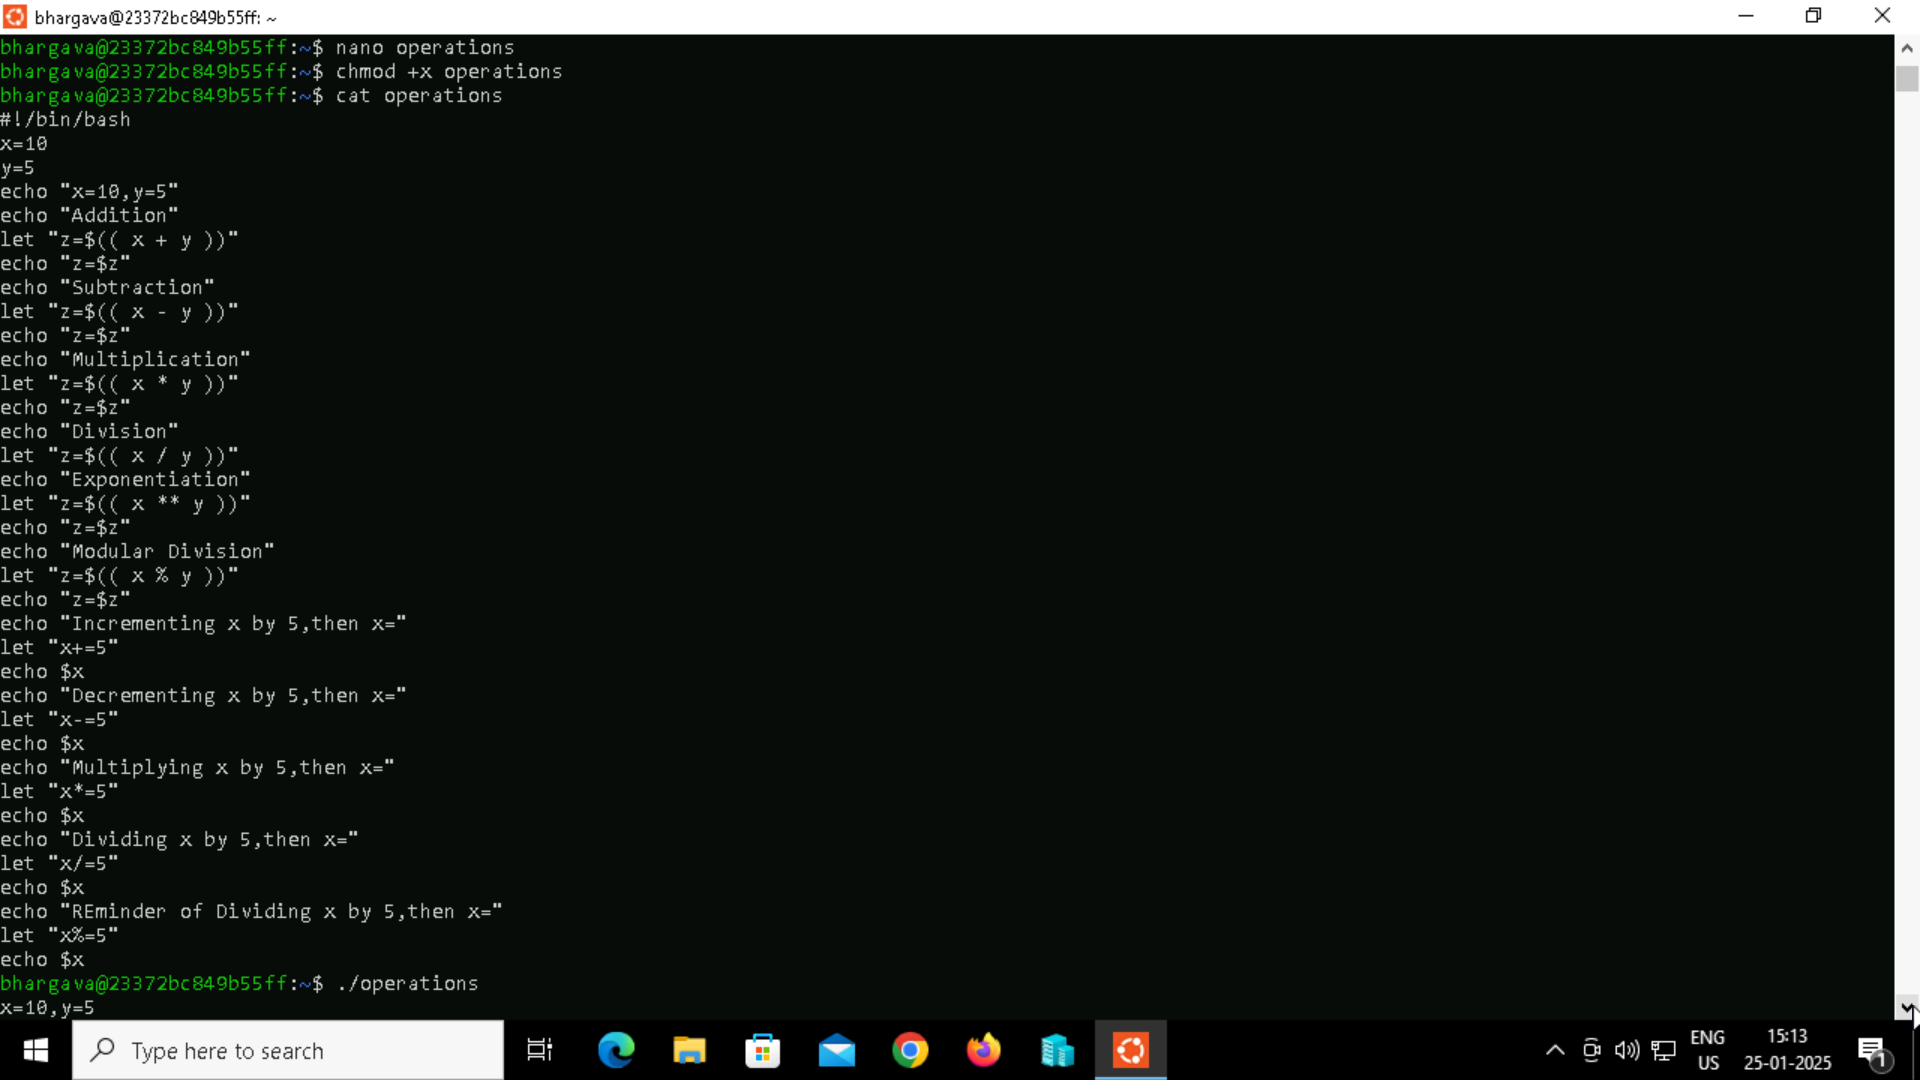 bhargava@23372bc849b55ff: ~
bhargava@23372bc849b55ff:~$ nano operations
bhargava@23372bc849b55ff:~$ chmod +x operations
bhargava@23372bc849b55ff:~$ cat operations
#!/bin/bash
x=10
y=5
echo "x=10,y=5"
echo "Addition"
let "z=$(( x + y ))"
echo "z=$z"
echo "Subtraction"
let "z=$(( x - y ))"
echo "z=$z"
echo "Multiplication"
let "z=$(( x * y ))"
echo "z=$z"
echo "Division"
let "z=$(( x / y ))"
echo "Exponentiation"
let "z=$(( x ** y ))"
echo "z=$z"
echo "Modular Division"
let "z=$(( x % y ))"
echo "z=$z"
echo "Incrementing x by 5,then x="
let "x+=5"
echo $x
echo "Decrementing x by 5,then x="
let "x-=5"
echo $x
echo "Multiplying x by 5,then x="
let "x*=5"
echo $x
echo "Dividing x by 5,then x="
let "x/=5"
echo $x
echo "REminder of Dividing x by 5,then x="
let "x%=5"
echo $x
bhargava@23372bc849b55ff:~$ ./operations
x=10,y=5
Type here to search
ENG
US
15:13
25-01-2025
1